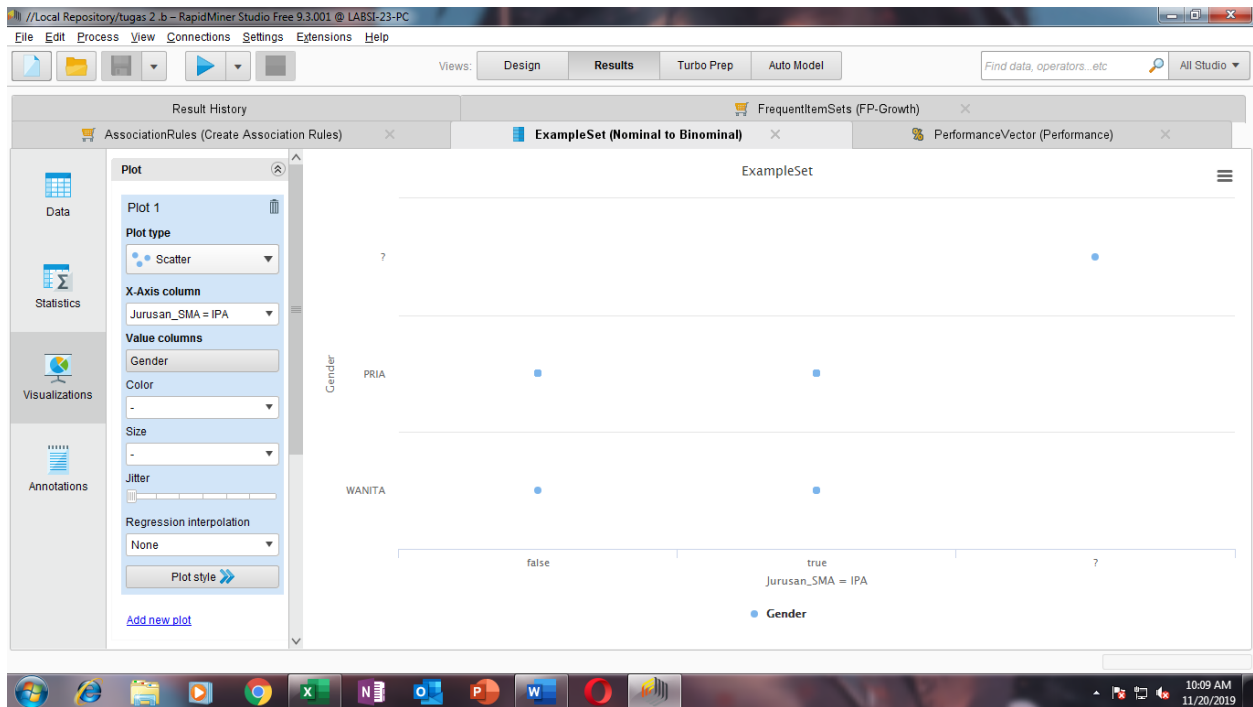 //Local Repository/tugas 2 .b – RapidMiner Studio Free 9.3.001 @ LABSI-23-PC
File Edit Process View Connections Settings Extensions Help
Views: Design Results Turbo Prep Auto Model
Find data, operators...etc
All Studio
Result History
FrequentItemSets (FP-Growth)
AssociationRules (Create Association Rules)
ExampleSet (Nominal to Binominal)
PerformanceVector (Performance)
Data
Statistics
Visualizations
Annotations
Plot
Plot 1
Plot type
Scatter
X-Axis column
Jurusan_SMA = IPA
Value columns
Gender
Color
-
Size
-
Jitter
Regression interpolation
None
Plot style
Add new plot
ExampleSet
?
PRIA
WANITA
Gender
false true ?
Jurusan_SMA = IPA
Gender
10:09 AM
11/20/2019